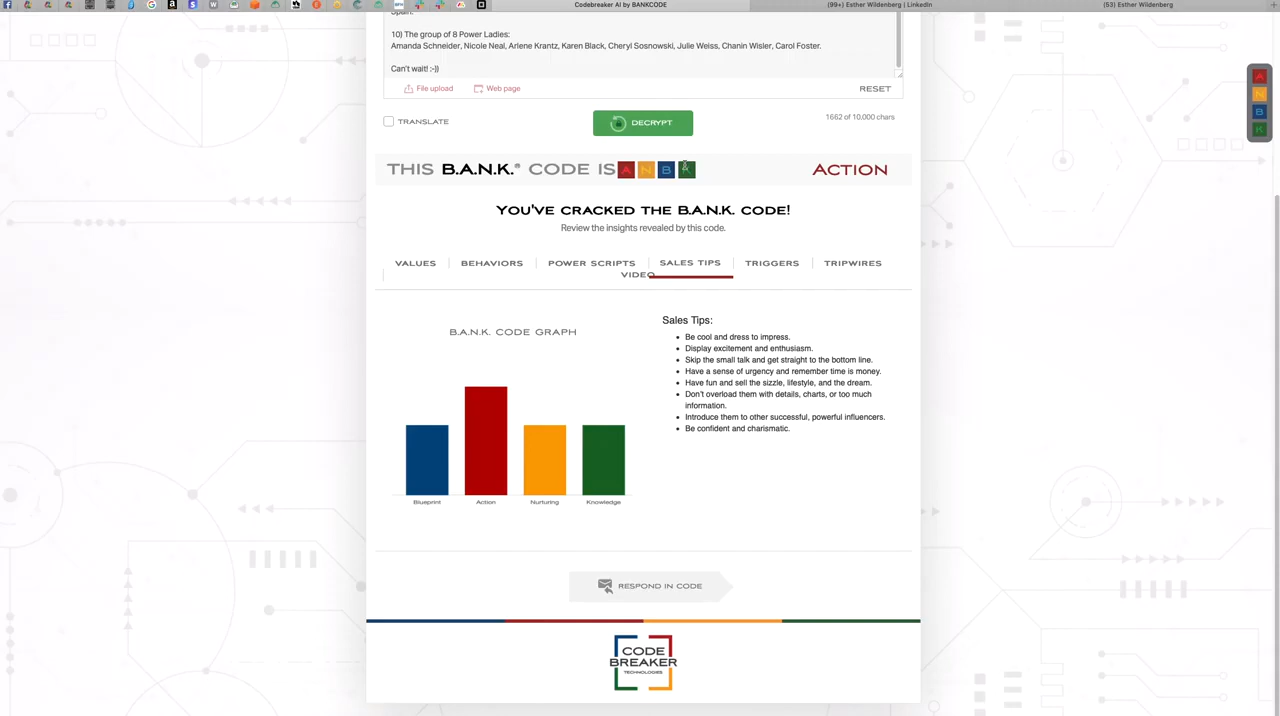 Codebreaker AI by BANKCODE
(99+) Esther Wildenberg | LinkedIn
(53) Esther Wildenberg
Spain.
10) The group of 8 Power Ladies:
Amanda Schneider, Nicole Neal, Arlene Krantz, Karen Black, Cheryl Sosnowski, Julie Weiss, Chanin Wisler, Carol Foster.
Can't wait! :-))
File upload
Web page
RESET
TRANSLATE
DECRYPT
1662 of 10,000 chars
THIS B.A.N.K.® CODE IS A N B K
ACTION
YOU'VE CRACKED THE B.A.N.K. CODE!
Review the insights revealed by this code.
VALUES
BEHAVIORS
POWER SCRIPTS
SALES TIPS
TRIGGERS
TRIPWIRES
VIDEO
B.A.N.K. CODE GRAPH
Blueprint
Action
Nurturing
Knowledge
Sales Tips:
• Be cool and dress to impress.
• Display excitement and enthusiasm.
• Skip the small talk and get straight to the bottom line.
• Have a sense of urgency and remember time is money.
• Have fun and sell the sizzle, lifestyle, and the dream.
• Don't overload them with details, charts, or too much
information.
• Introduce them to other successful, powerful influencers.
• Be confident and charismatic.
RESPOND IN CODE
CODE
BREAKER
TECHNOLOGIES
A
N
B
K